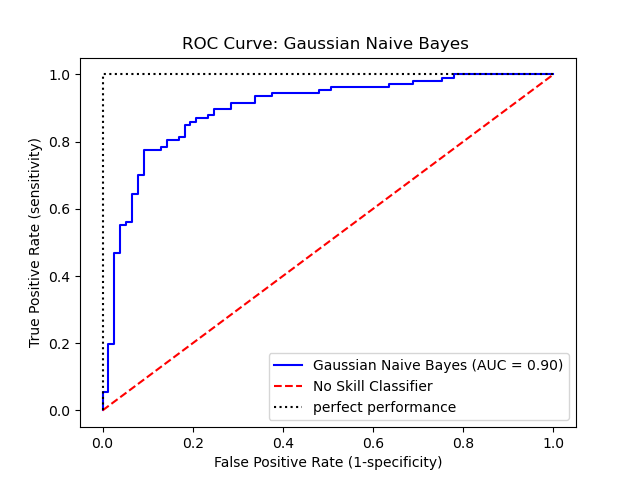 ROC Curve: Gaussian Naive Bayes
True Positive Rate (sensitivity)
1.0
0.8
0.6
0.4
0.2
0.0
Gaussian Naive Bayes (AUC = 0.90)
No Skill Classifier
perfect performance
0.0 0.2 0.4 0.6 0.8 1.0
False Positive Rate (1-specificity)